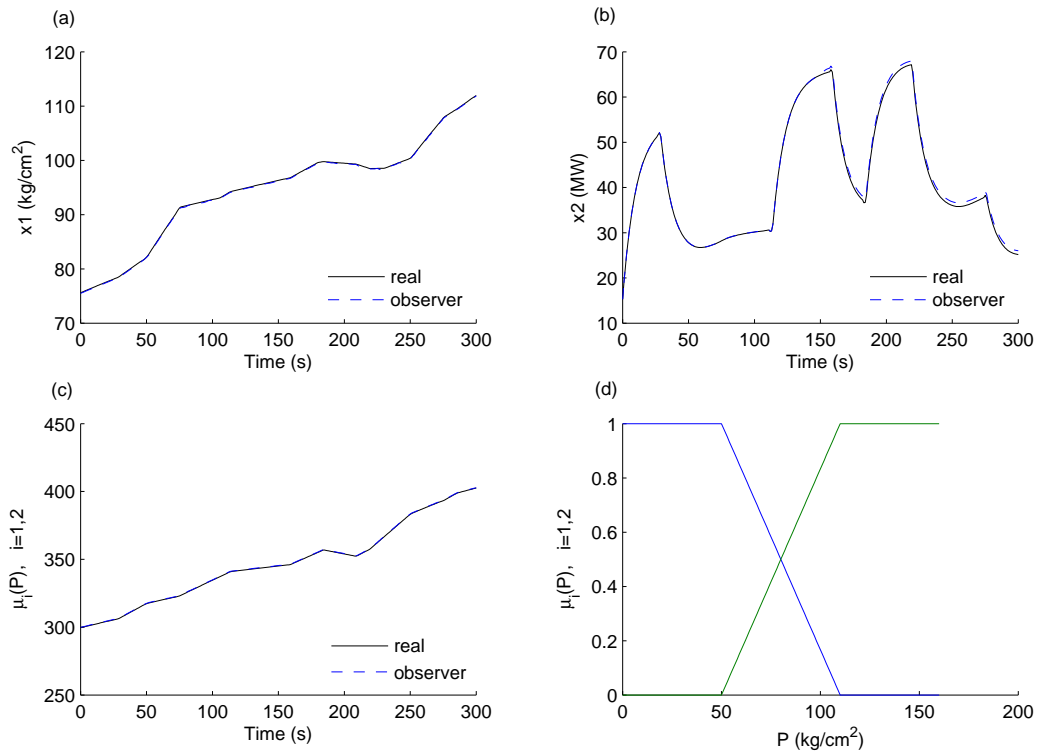 (a)
120
110
100
90
80
70
x1 (kg/cm²)
0 50 100 150 200 250 300
Time (s)
real
observer
(b)
70
60
50
40
30
20
10
x2 (MW)
0 50 100 150 200 250 300
Time (s)
real
observer
(c)
450
400
350
300
250
μᵢ(P), i=1,2
0 50 100 150 200 250 300
Time (s)
real
observer
(d)
1
0.8
0.6
0.4
0.2
0
μᵢ(P), i=1,2
0 50 100 150 200
P (kg/cm²)